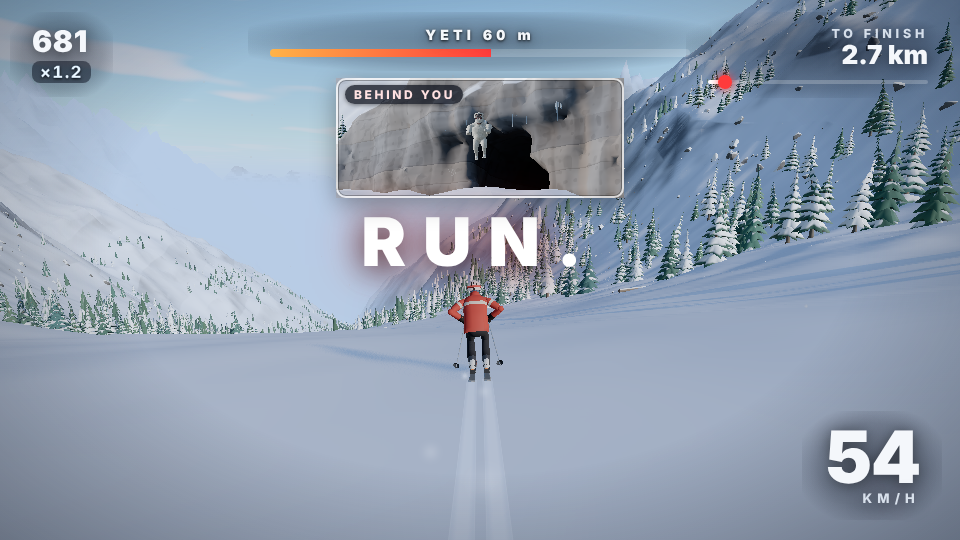 681
×1.2
YETI 60 m
BEHIND YOU
RUN.
TO FINISH
2.7 km
54
KM/H